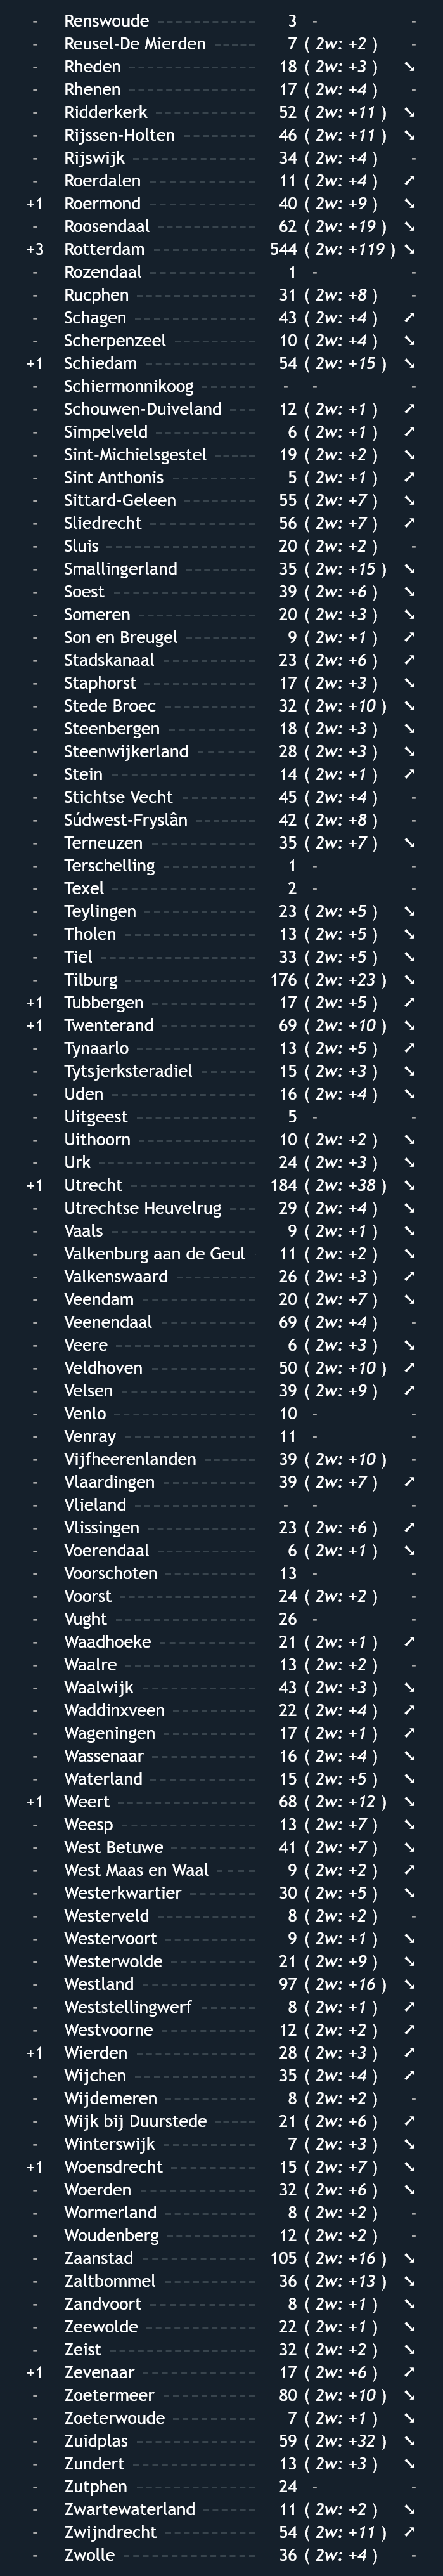 - Renswoude 3 - -
- Reusel-De Mierden 7 ( 2w: +2 ) -
- Rheden 18 ( 2w: +3 ) ↘
- Rhenen 17 ( 2w: +4 ) -
- Ridderkerk 52 ( 2w: +11 ) ↘
- Rijssen-Holten 46 ( 2w: +11 ) ↘
- Rijswijk 34 ( 2w: +4 ) -
- Roerdalen 11 ( 2w: +4 ) ↗
+1 Roermond 40 ( 2w: +9 ) ↘
- Roosendaal 62 ( 2w: +19 ) ↘
+3 Rotterdam 544 ( 2w: +119 ) ↘
- Rozendaal 1 - -
- Rucphen 31 ( 2w: +8 ) -
- Schagen 43 ( 2w: +4 ) ↗
- Scherpenzeel 10 ( 2w: +4 ) ↘
+1 Schiedam 54 ( 2w: +15 ) ↘
- Schiermonnikoog - - -
- Schouwen-Duiveland 12 ( 2w: +1 ) ↗
- Simpelveld 6 ( 2w: +1 ) ↗
- Sint-Michielsgestel 19 ( 2w: +2 ) ↘
- Sint Anthonis 5 ( 2w: +1 ) ↗
- Sittard-Geleen 55 ( 2w: +7 ) ↘
- Sliedrecht 56 ( 2w: +7 ) ↗
- Sluis 20 ( 2w: +2 ) -
- Smallingerland 35 ( 2w: +15 ) ↘
- Soest 39 ( 2w: +6 ) ↘
- Someren 20 ( 2w: +3 ) ↘
- Son en Breugel 9 ( 2w: +1 ) ↗
- Stadskanaal 23 ( 2w: +6 ) ↗
- Staphorst 17 ( 2w: +3 ) ↘
- Stede Broec 32 ( 2w: +10 ) ↘
- Steenbergen 18 ( 2w: +3 ) ↘
- Steenwijkerland 28 ( 2w: +3 ) ↘
- Stein 14 ( 2w: +1 ) ↗
- Stichtse Vecht 45 ( 2w: +4 ) -
- Súdwest-Fryslân 42 ( 2w: +8 ) -
- Terneuzen 35 ( 2w: +7 ) ↘
- Terschelling 1 - -
- Texel 2 - -
- Teylingen 23 ( 2w: +5 ) ↘
- Tholen 13 ( 2w: +5 ) ↘
- Tiel 33 ( 2w: +5 ) ↘
- Tilburg 176 ( 2w: +23 ) ↘
+1 Tubbergen 17 ( 2w: +5 ) ↗
+1 Twenterand 69 ( 2w: +10 ) ↘
- Tynaarlo 13 ( 2w: +5 ) ↗
- Tytsjerksteradiel 15 ( 2w: +3 ) ↘
- Uden 16 ( 2w: +4 ) ↘
- Uitgeest 5 - -
- Uithoorn 10 ( 2w: +2 ) ↘
- Urk 24 ( 2w: +3 ) ↘
+1 Utrecht 184 ( 2w: +38 ) ↘
- Utrechtse Heuvelrug 29 ( 2w: +4 ) ↘
- Vaals 9 ( 2w: +1 ) ↘
- Valkenburg aan de Geul 11 ( 2w: +2 ) ↘
- Valkenswaard 26 ( 2w: +3 ) ↗
- Veendam 20 ( 2w: +7 ) ↘
- Veenendaal 69 ( 2w: +4 ) -
- Veere 6 ( 2w: +3 ) ↘
- Veldhoven 50 ( 2w: +10 ) ↗
- Velsen 39 ( 2w: +9 ) ↗
- Venlo 10 - -
- Venray 11 - -
- Vijfheerenlanden 39 ( 2w: +10 ) -
- Vlaardingen 39 ( 2w: +7 ) ↗
- Vlieland - - -
- Vlissingen 23 ( 2w: +6 ) ↗
- Voerendaal 6 ( 2w: +1 ) ↘
- Voorschoten 13 - -
- Voorst 24 ( 2w: +2 ) -
- Vught 26 - -
- Waadhoeke 21 ( 2w: +1 ) ↗
- Waalre 13 ( 2w: +2 ) -
- Waalwijk 43 ( 2w: +3 ) ↘
- Waddinxveen 22 ( 2w: +4 ) ↗
- Wageningen 17 ( 2w: +1 ) ↗
- Wassenaar 16 ( 2w: +4 ) ↘
- Waterland 15 ( 2w: +5 ) ↘
+1 Weert 68 ( 2w: +12 ) ↘
- Weesp 13 ( 2w: +7 ) ↘
- West Betuwe 41 ( 2w: +7 ) ↘
- West Maas en Waal 9 ( 2w: +2 ) ↗
- Westerkwartier 30 ( 2w: +5 ) ↘
- Westerveld 8 ( 2w: +2 ) -
- Westervoort 9 ( 2w: +1 ) ↘
- Westerwolde 21 ( 2w: +9 ) ↘
- Westland 97 ( 2w: +16 ) ↘
- Weststellingwerf 8 ( 2w: +1 ) ↗
- Westvoorne 12 ( 2w: +2 ) ↗
+1 Wierden 28 ( 2w: +3 ) ↗
- Wijchen 35 ( 2w: +4 ) ↗
- Wijdemeren 8 ( 2w: +2 ) -
- Wijk bij Duurstede 21 ( 2w: +6 ) ↗
- Winterswijk 7 ( 2w: +3 ) ↘
+1 Woensdrecht 15 ( 2w: +7 ) ↘
- Woerden 32 ( 2w: +6 ) ↘
- Wormerland 8 ( 2w: +2 ) -
- Woudenberg 12 ( 2w: +2 ) -
- Zaanstad 105 ( 2w: +16 ) ↘
- Zaltbommel 36 ( 2w: +13 ) ↘
- Zandvoort 8 ( 2w: +1 ) ↘
- Zeewolde 22 ( 2w: +1 ) ↘
- Zeist 32 ( 2w: +2 ) ↘
+1 Zevenaar 17 ( 2w: +6 ) ↗
- Zoetermeer 80 ( 2w: +10 ) ↘
- Zoeterwoude 7 ( 2w: +1 ) ↘
- Zuidplas 59 ( 2w: +32 ) ↘
- Zundert 13 ( 2w: +3 ) ↘
- Zutphen 24 - -
- Zwartewaterland 11 ( 2w: +2 ) ↘
- Zwijndrecht 54 ( 2w: +11 ) ↗
- Zwolle 36 ( 2w: +4 ) -